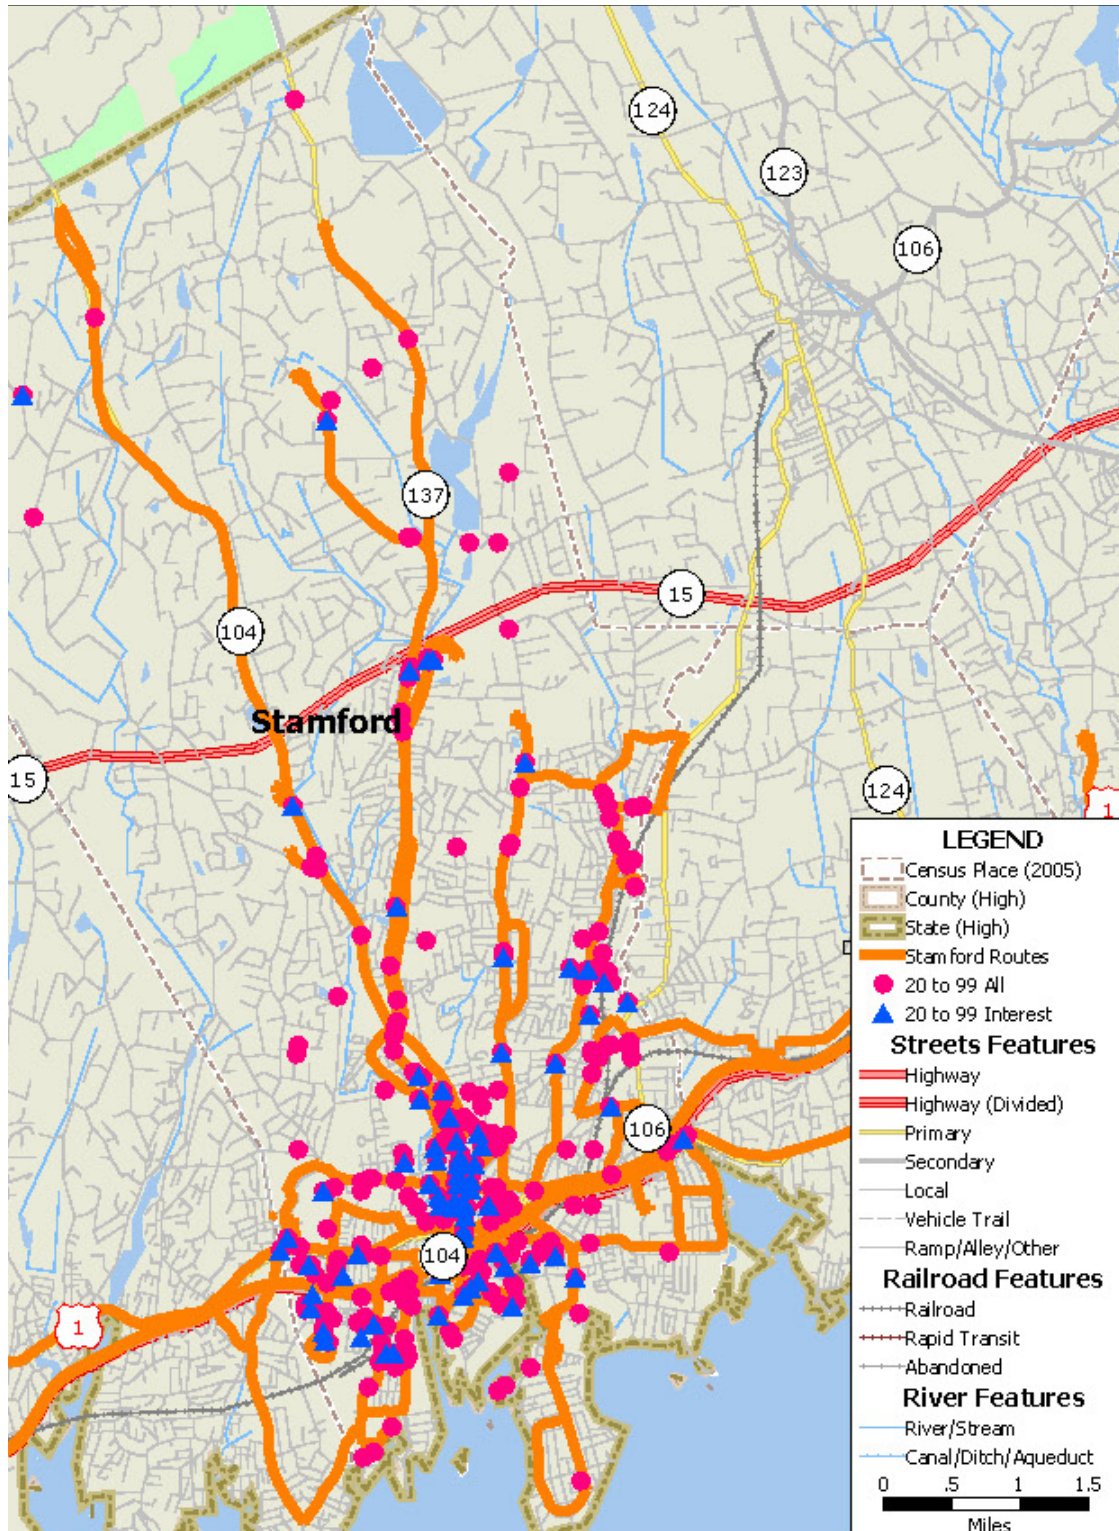 124
123
106
137
15
104
Stamford
15
124
1
LEGEND
Census Place (2005)
County (High)
State (High)
Stamford Routes
20 to 99 All
20 to 99 Interest
Streets Features
Highway
Highway (Divided)
Primary
Secondary
Local
Vehicle Trail
Ramp/Alley/Other
Railroad Features
Railroad
Rapid Transit
Abandoned
River Features
River/Stream
Canal/Ditch/Aqueduct
0 .5 1 1.5
Miles
106
104
1